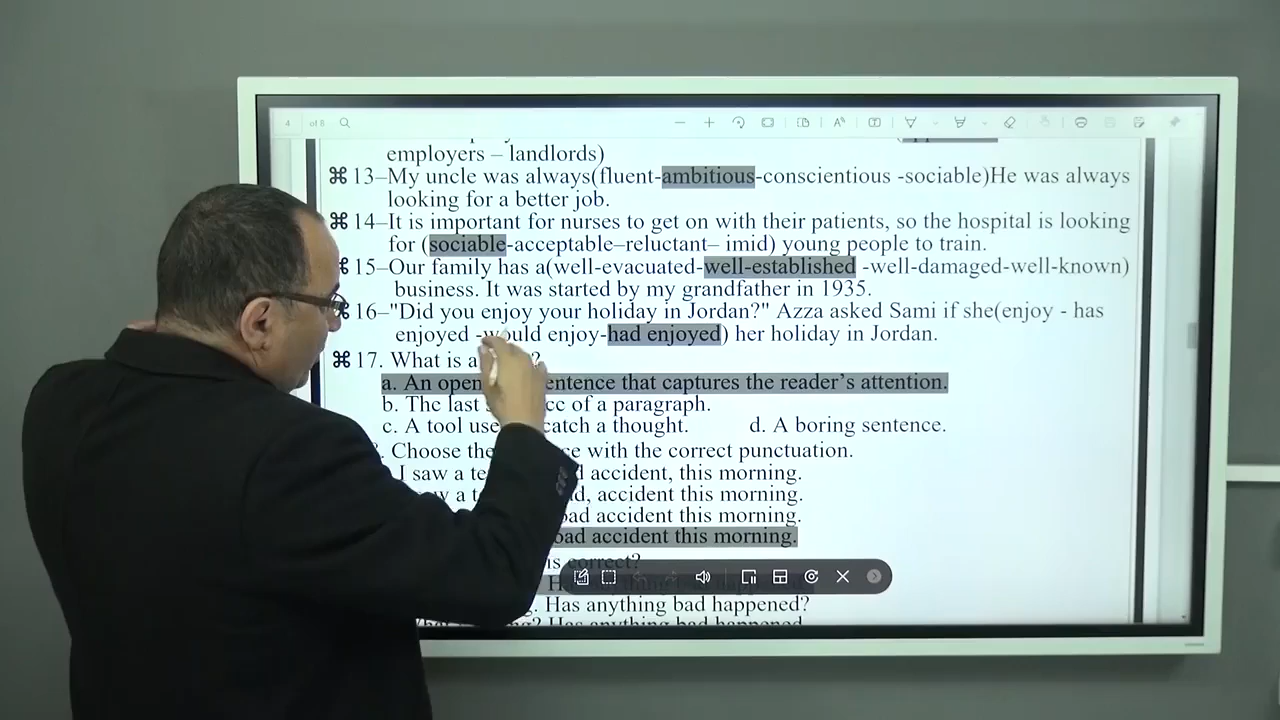 4 of 8
employers – landlords)
⌘ 13–My uncle was always(fluent-ambitious-conscientious -sociable)He was always
looking for a better job.
⌘ 14–It is important for nurses to get on with their patients, so the hospital is looking
for (sociable-acceptable–reluctant– imid) young people to train.
⌘ 15–Our family has a(well-evacuated-well-established -well-damaged-well-known)
business. It was started by my grandfather in 1935.
⌘ 16–"Did you enjoy your holiday in Jordan?" Azza asked Sami if she(enjoy - has
enjoyed -would enjoy-had enjoyed) her holiday in Jordan.
⌘ 17. What is a ?
a. An open entence that captures the reader's attention.
b. The last s ce of a paragraph.
c. A tool use catch a thought. d. A boring sentence.
. Choose the ce with the correct punctuation.
I saw a te d accident, this morning.
w a t d, accident this morning.
bad accident this morning.
bad accident this morning.
is correct?
g. Has anything bad happened?